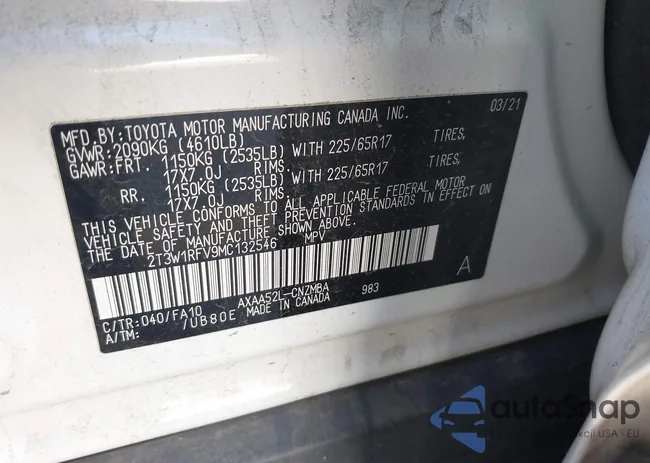 MFD.BY:TOYOTA MOTOR MANUFACTURING CANADA INC. 03/21
GVWR:2090KG (4610LB)
GAWR:FRT. 1150KG (2535LB) WITH 225/65R17 TIRES,
17X7.0J RIMS.
RR. 1150KG (2535LB) WITH 225/65R17 TIRES,
17X7.0J RIMS.
THIS VEHICLE CONFORMS TO ALL APPLICABLE FEDERAL MOTOR
VEHICLE SAFETY AND THEFT PREVENTION STANDARDS IN EFFECT ON
THE DATE OF MANUFACTURE SHOWN ABOVE.
2T3W1RFV9MC132546 MPV
A
C/TR:040/FA10 AXAA52L-CNZMBA 983
A/TM: /UB80E MADE IN CANADA
autoSnap
USA i EU